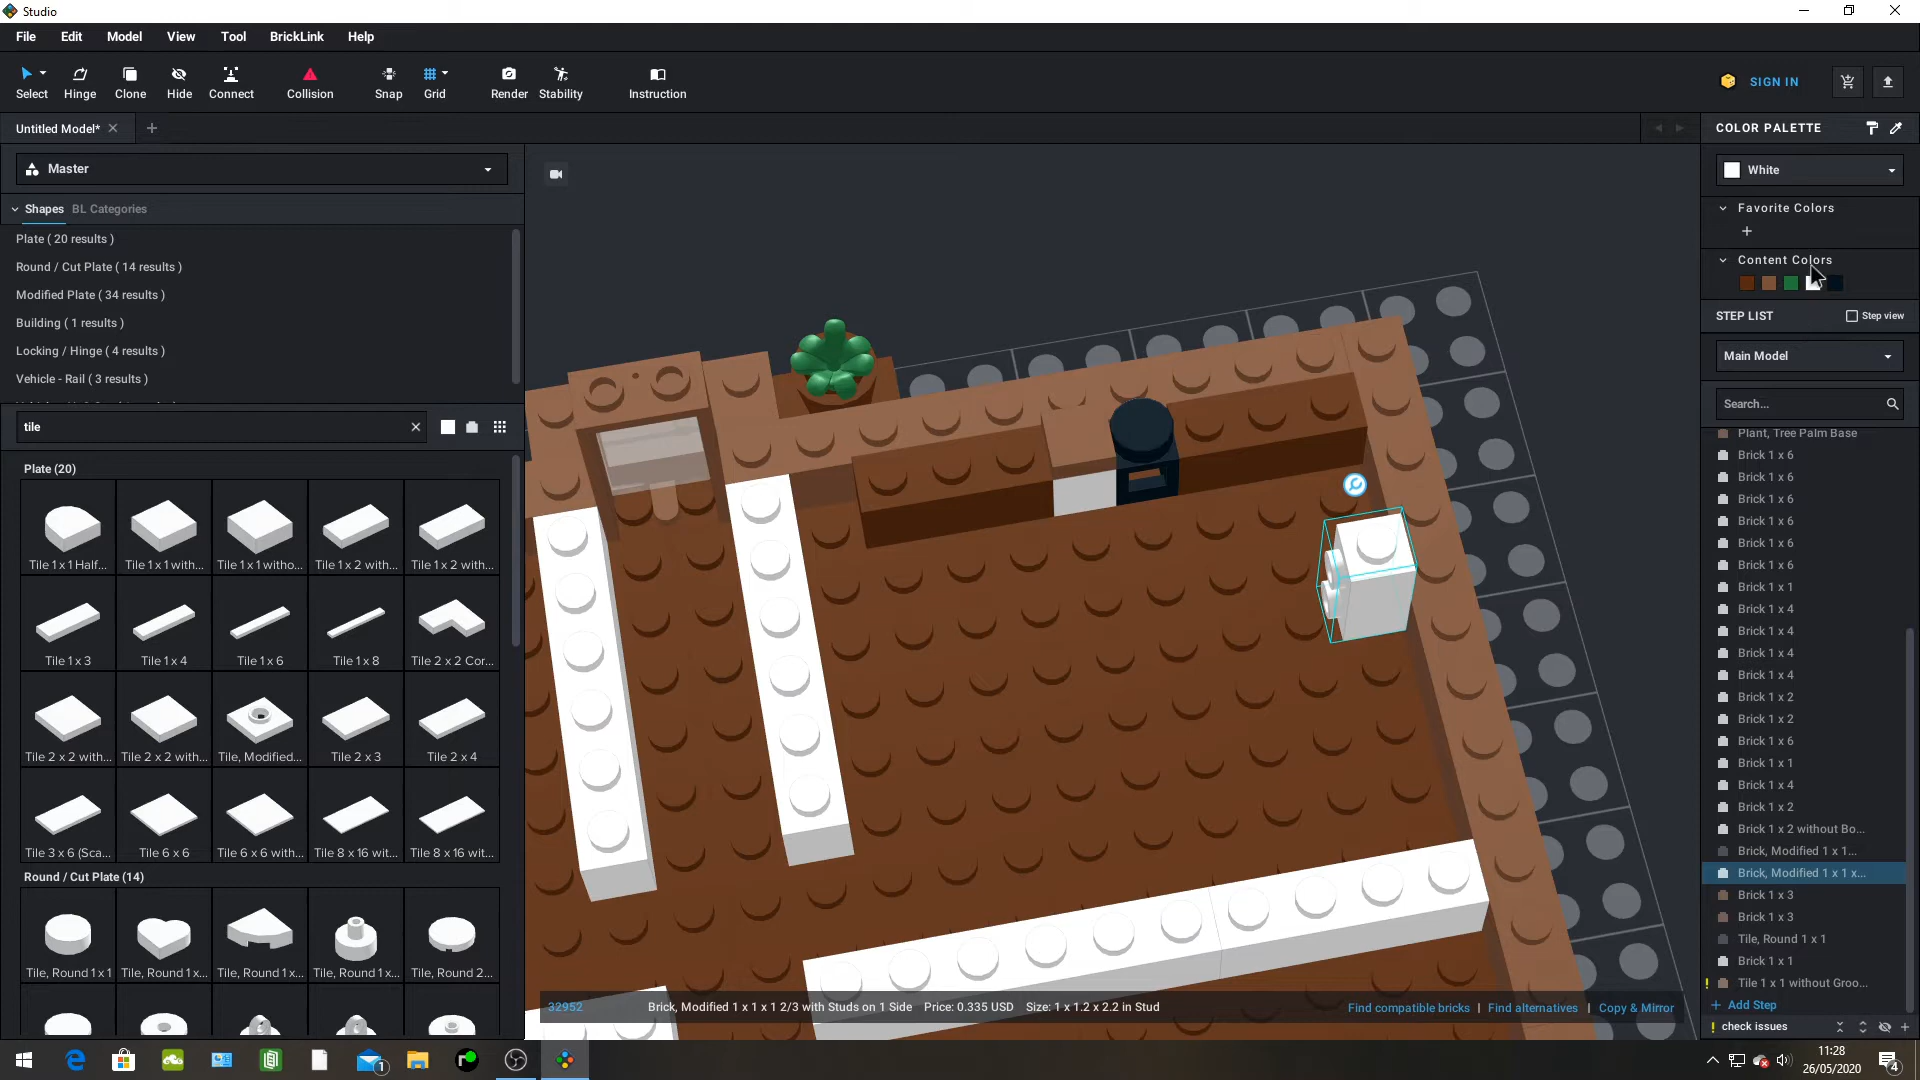 Studio
File Edit Model View Tool BrickLink Help
Select Hinge Clone Hide Connect Collision Snap Grid Render Stability Instruction SIGN IN
Untitled Model*
Master
Shapes BL Categories
Plate ( 20 results )
Round / Cut Plate ( 14 results )
Modified Plate ( 34 results )
Building ( 1 results )
Locking / Hinge ( 4 results )
Vehicle - Rail ( 3 results )
tile
Plate (20)
Tile 1 x 1 Half... Tile 1 x 1 with... Tile 1 x 1 witho... Tile 1 x 2 with... Tile 1 x 2 with...
Tile 1 x 3 Tile 1 x 4 Tile 1 x 6 Tile 1 x 8 Tile 2 x 2 Cor...
Tile 2 x 2 with... Tile 2 x 2 with... Tile, Modified... Tile 2 x 3 Tile 2 x 4
Tile 3 x 6 (Sca... Tile 6 x 6 Tile 6 x 6 with... Tile 8 x 16 wit... Tile 8 x 16 wit...
Round / Cut Plate (14)
Tile, Round 1 x 1 Tile, Round 1 x... Tile, Round 1x... Tile, Round 1x... Tile, Round 2...
32952 Brick, Modified 1 x 1 x 1 2/3 with Studs on 1 Side Price: 0.335 USD Size: 1 x 1.2 x 2.2 in Stud
Find compatible bricks | Find alternatives | Copy & Mirror
COLOR PALETTE
White
Favorite Colors
+
Content Colors
STEP LIST Step view
Main Model
Search...
Plant, Tree Palm Base
Brick 1 x 6
Brick 1 x 6
Brick 1 x 6
Brick 1 x 6
Brick 1 x 6
Brick 1 x 6
Brick 1 x 1
Brick 1 x 4
Brick 1 x 4
Brick 1 x 4
Brick 1 x 4
Brick 1 x 2
Brick 1 x 2
Brick 1 x 6
Brick 1 x 1
Brick 1 x 4
Brick 1 x 2
Brick 1 x 2 without Bo...
Brick, Modified 1 x 1...
Brick, Modified 1 x 1 x...
Brick 1 x 3
Brick 1 x 3
Tile, Round 1 x 1
Brick 1 x 1
! Tile 1 x 1 without Groo...
+ Add Step
! check issues
1
11:28
26/05/2020
4